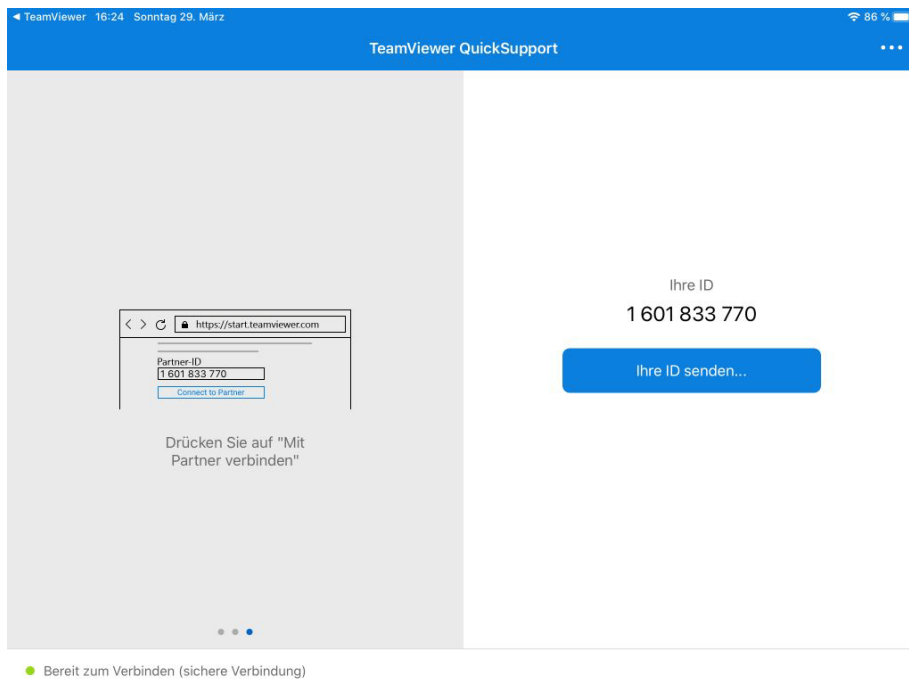 ◀ TeamViewer 16:24 Sonntag 29. März 86 %
TeamViewer QuickSupport
https://start.teamviewer.com
Partner-ID
1 601 833 770
Connect to Partner
Drücken Sie auf "Mit
Partner verbinden"
Ihre ID
1 601 833 770
Ihre ID senden...
Bereit zum Verbinden (sichere Verbindung)